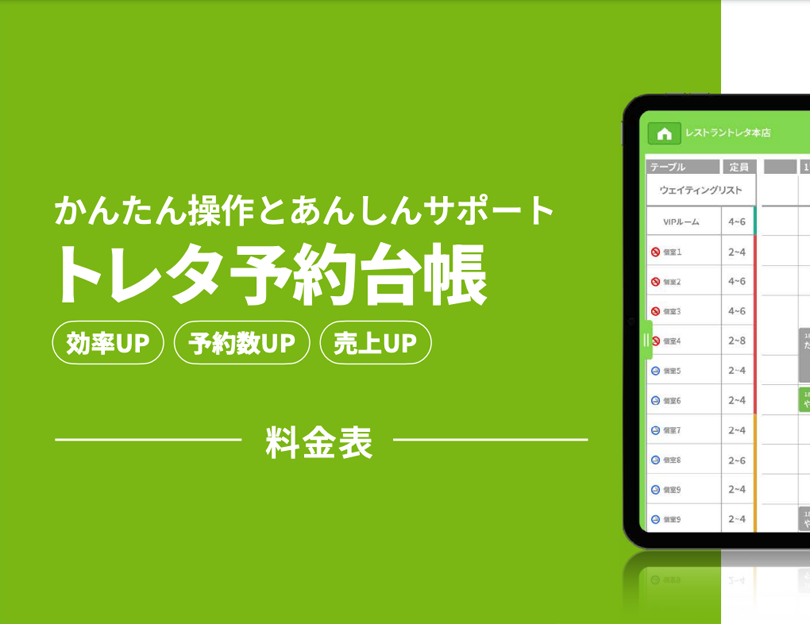 かんたん操作とあんしんサポート
トレタ予約台帳
効率UP 予約数UP 売上UP
料金表
レストラントレタ本店
テーブル 定員 1
ウェイティングリスト
VIPルーム 4~6
個室1 2~4
個室2 4~6
個室3 4~6
個室4 2~8
個室5 2~4
個室6 2~4
個室7 2~4
個室8 2~6
個室9 2~4
個室9 2~4